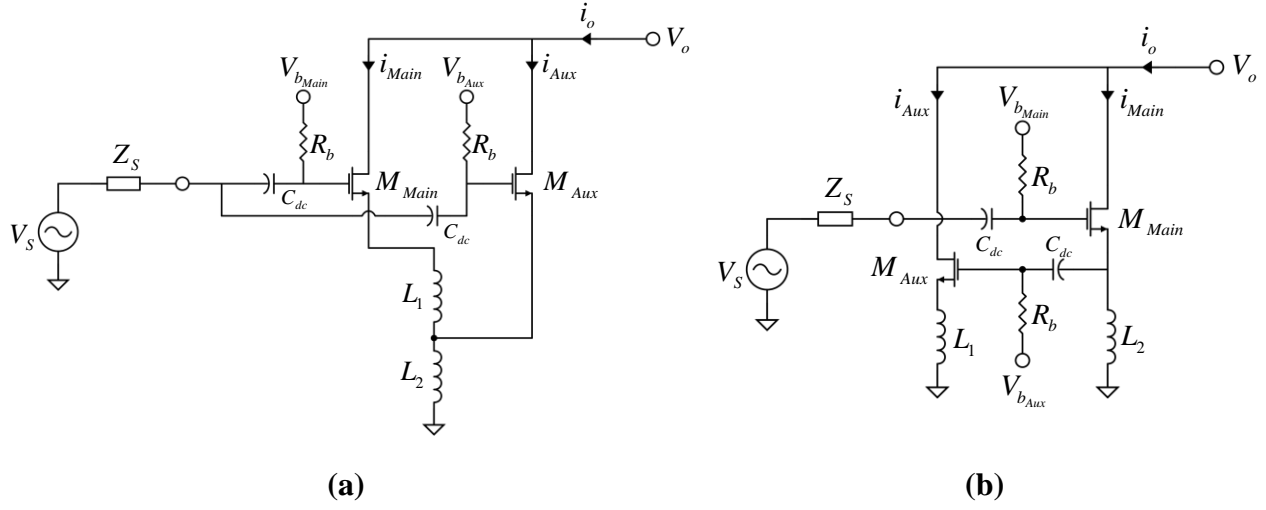 i_o
V_o
i_Main
i_Aux
V_b_Main
V_b_Aux
R_b
R_b
Z_S
M_Main
M_Aux
C_dc
C_dc
V_S
L_1
L_2
(a)
i_o
V_o
i_Aux
V_b_Main
i_Main
R_b
Z_S
C_dc
C_dc
M_Main
V_S
M_Aux
R_b
L_1
L_2
V_b_Aux
(b)